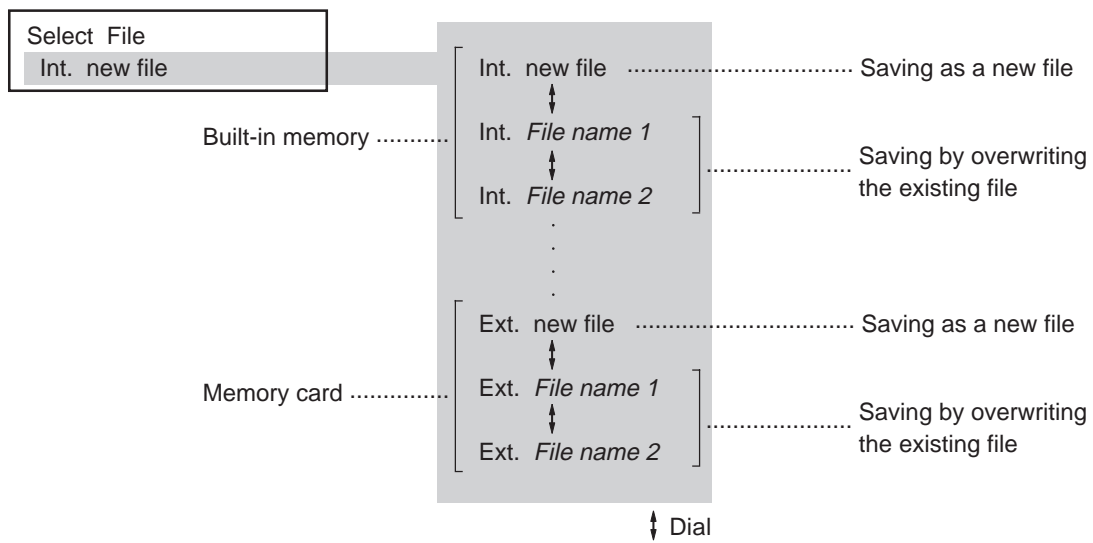 Select File
Int. new file
Int. new file ............................................. Saving as a new file
Built-in memory ...........
Int. File name 1
Int. File name 2
..................... Saving by overwriting
the existing file
.
.
.
.
Ext. new file ........................................... Saving as a new file
Memory card ...............
Ext. File name 1
Ext. File name 2
..................... Saving by overwriting
the existing file
Dial